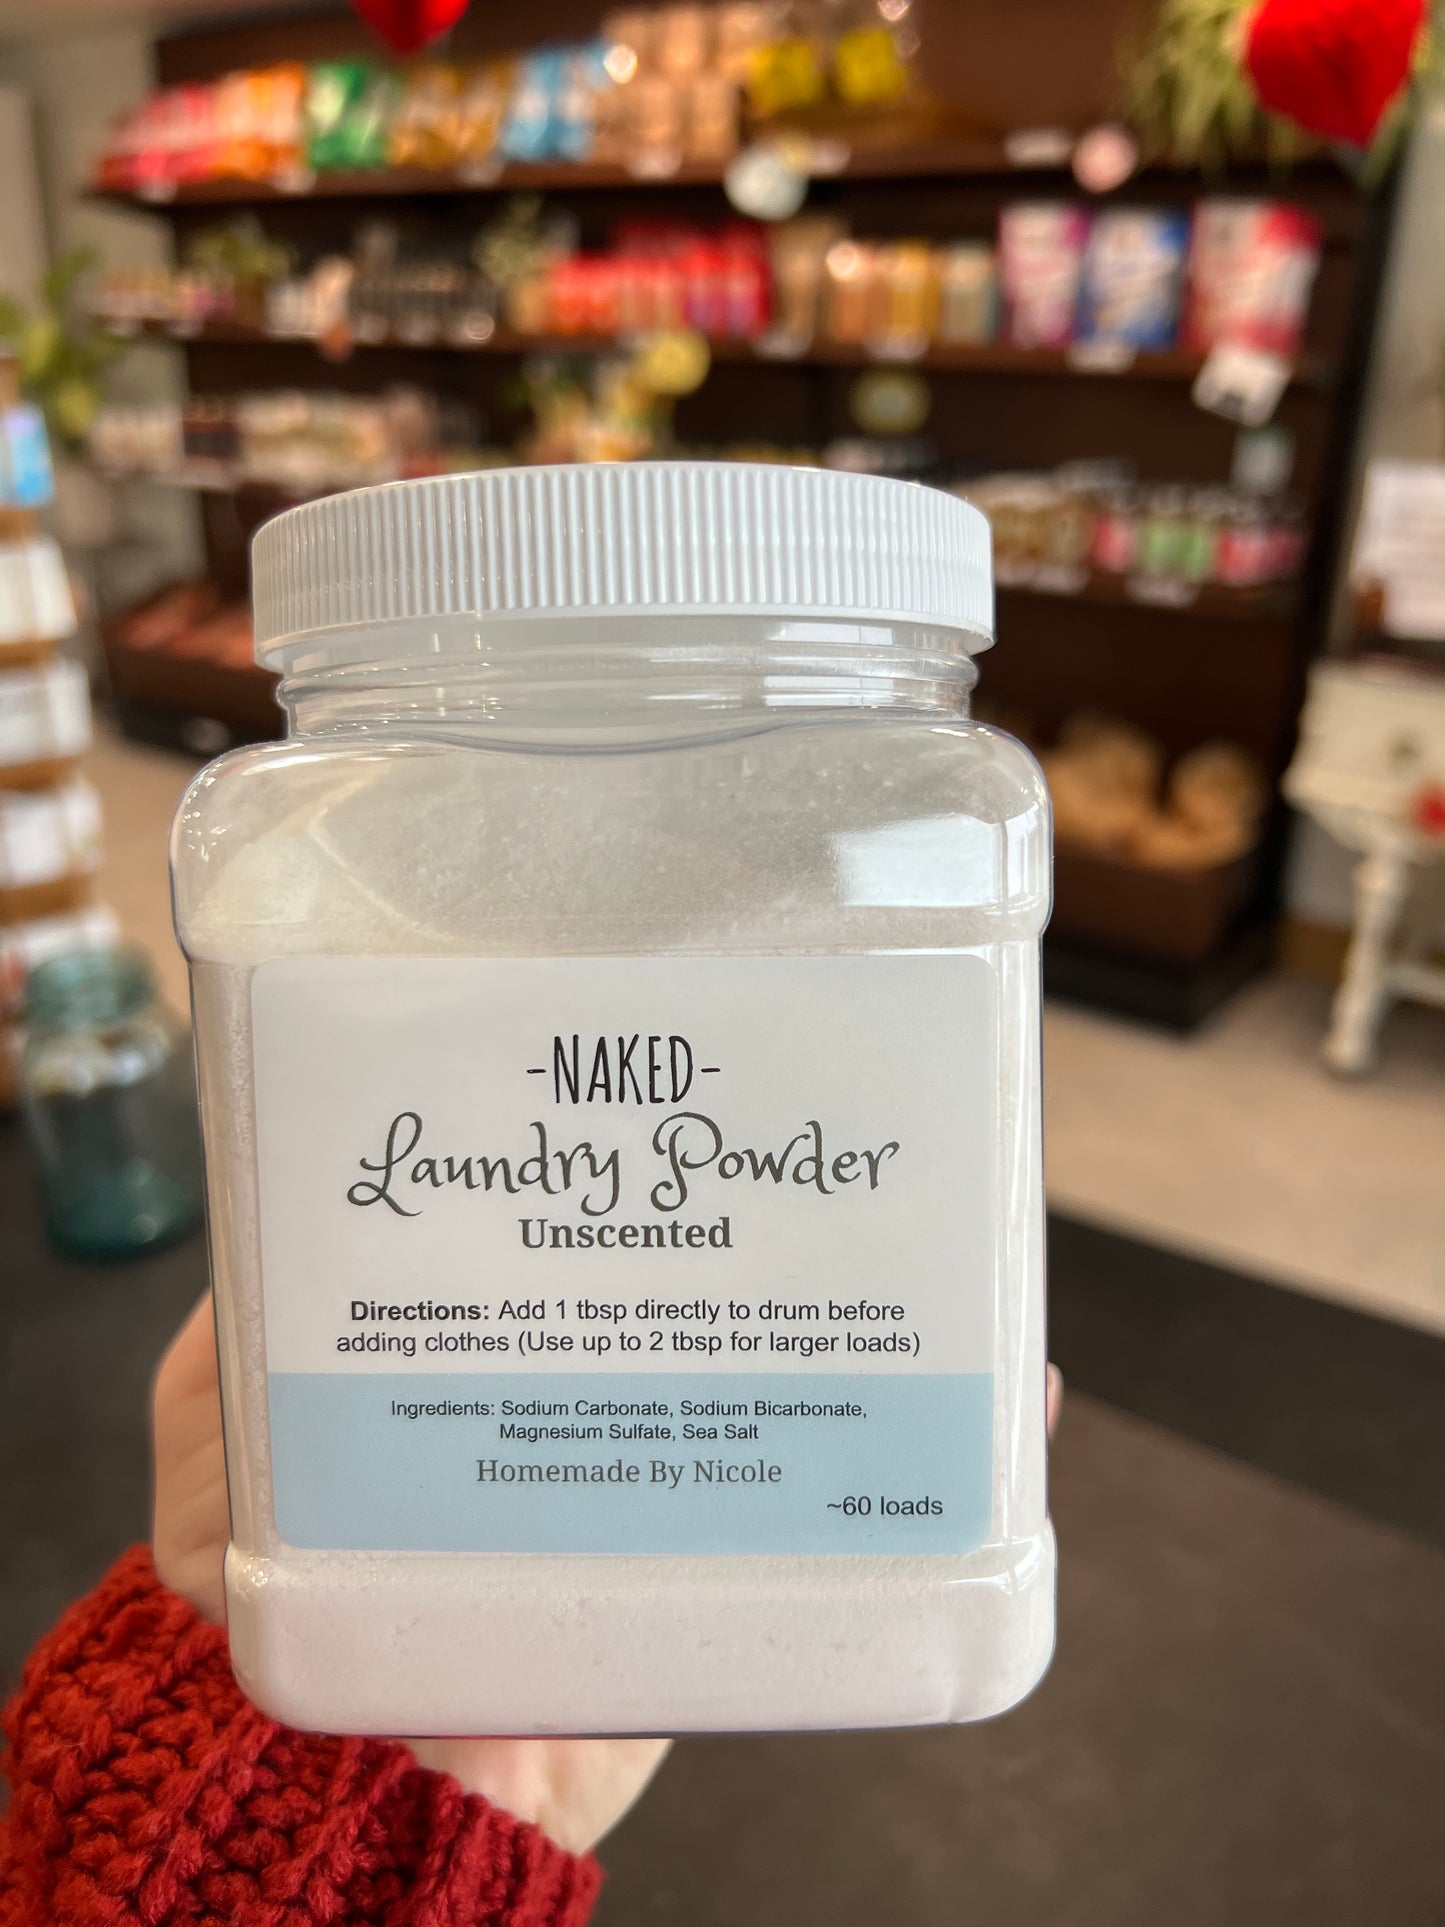 -NAKED-
Laundry Powder
Unscented
Directions: Add 1 tbsp directly to drum before
adding clothes (Use up to 2 tbsp for larger loads)
Ingredients: Sodium Carbonate, Sodium Bicarbonate,
Magnesium Sulfate, Sea Salt
Homemade By Nicole
~60 loads